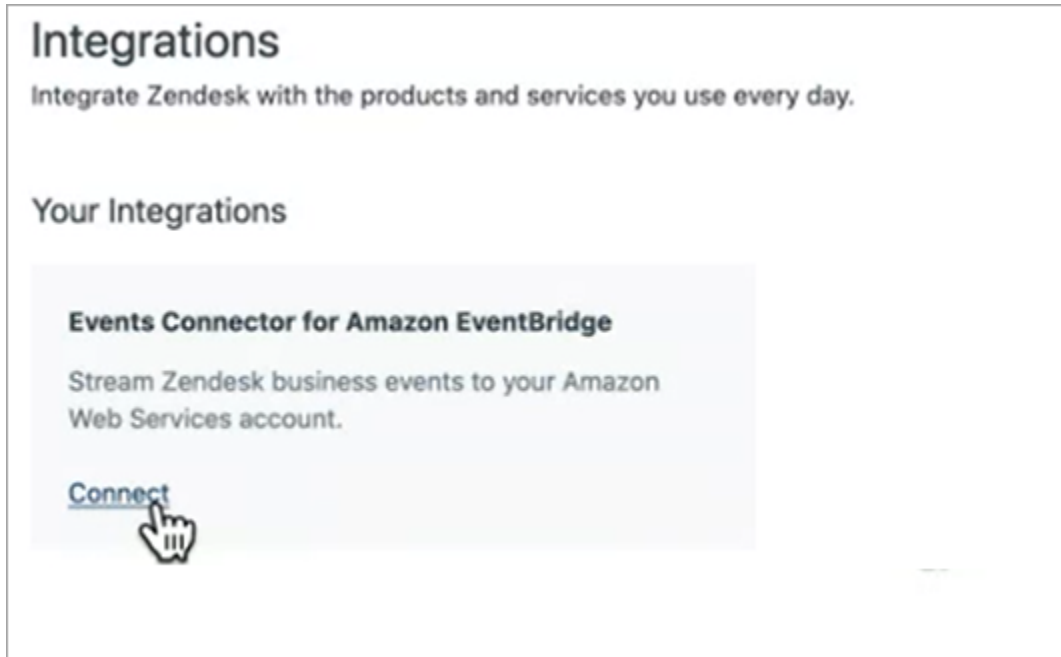 Integrations
Integrate Zendesk with the products and services you use every day.
Your Integrations
Events Connector for Amazon EventBridge
Stream Zendesk business events to your Amazon
Web Services account.
Connect